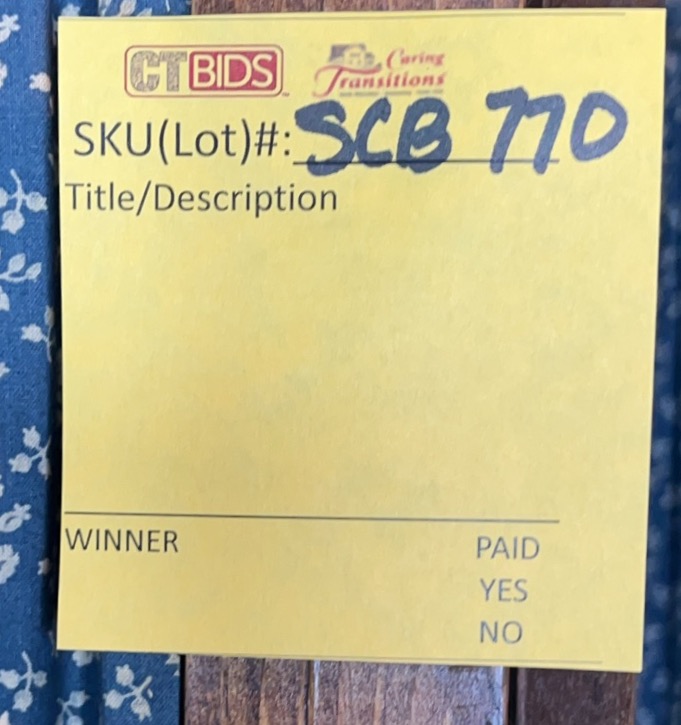 CTBIDS Caring Transitions
SKU(Lot)#: SCB 770
Title/Description
WINNER PAID
YES
NO